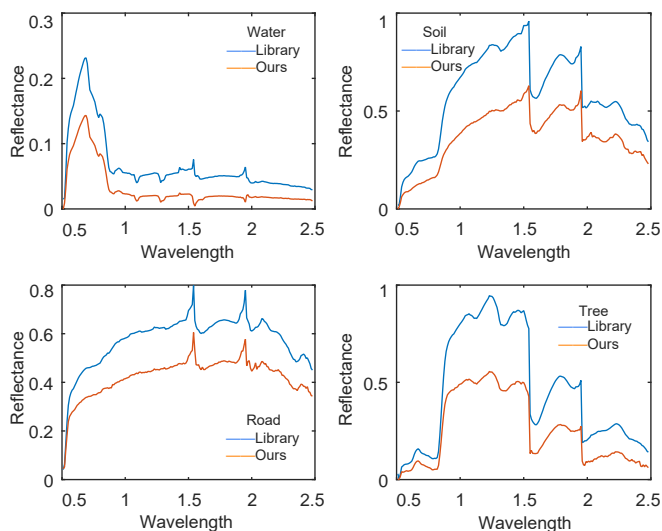 Water
Library
Ours
Reflectance
0.3
0.2
0.1
0
0.5 1 1.5 2 2.5
Wavelength
Soil
Library
Ours
Reflectance
1
0.5
0
0.5 1 1.5 2 2.5
Wavelength
Road
Library
Ours
Reflectance
0.8
0.6
0.4
0.2
0
0.5 1 1.5 2 2.5
Wavelength
Tree
Library
Ours
Reflectance
1
0.5
0
0.5 1 1.5 2 2.5
Wavelength